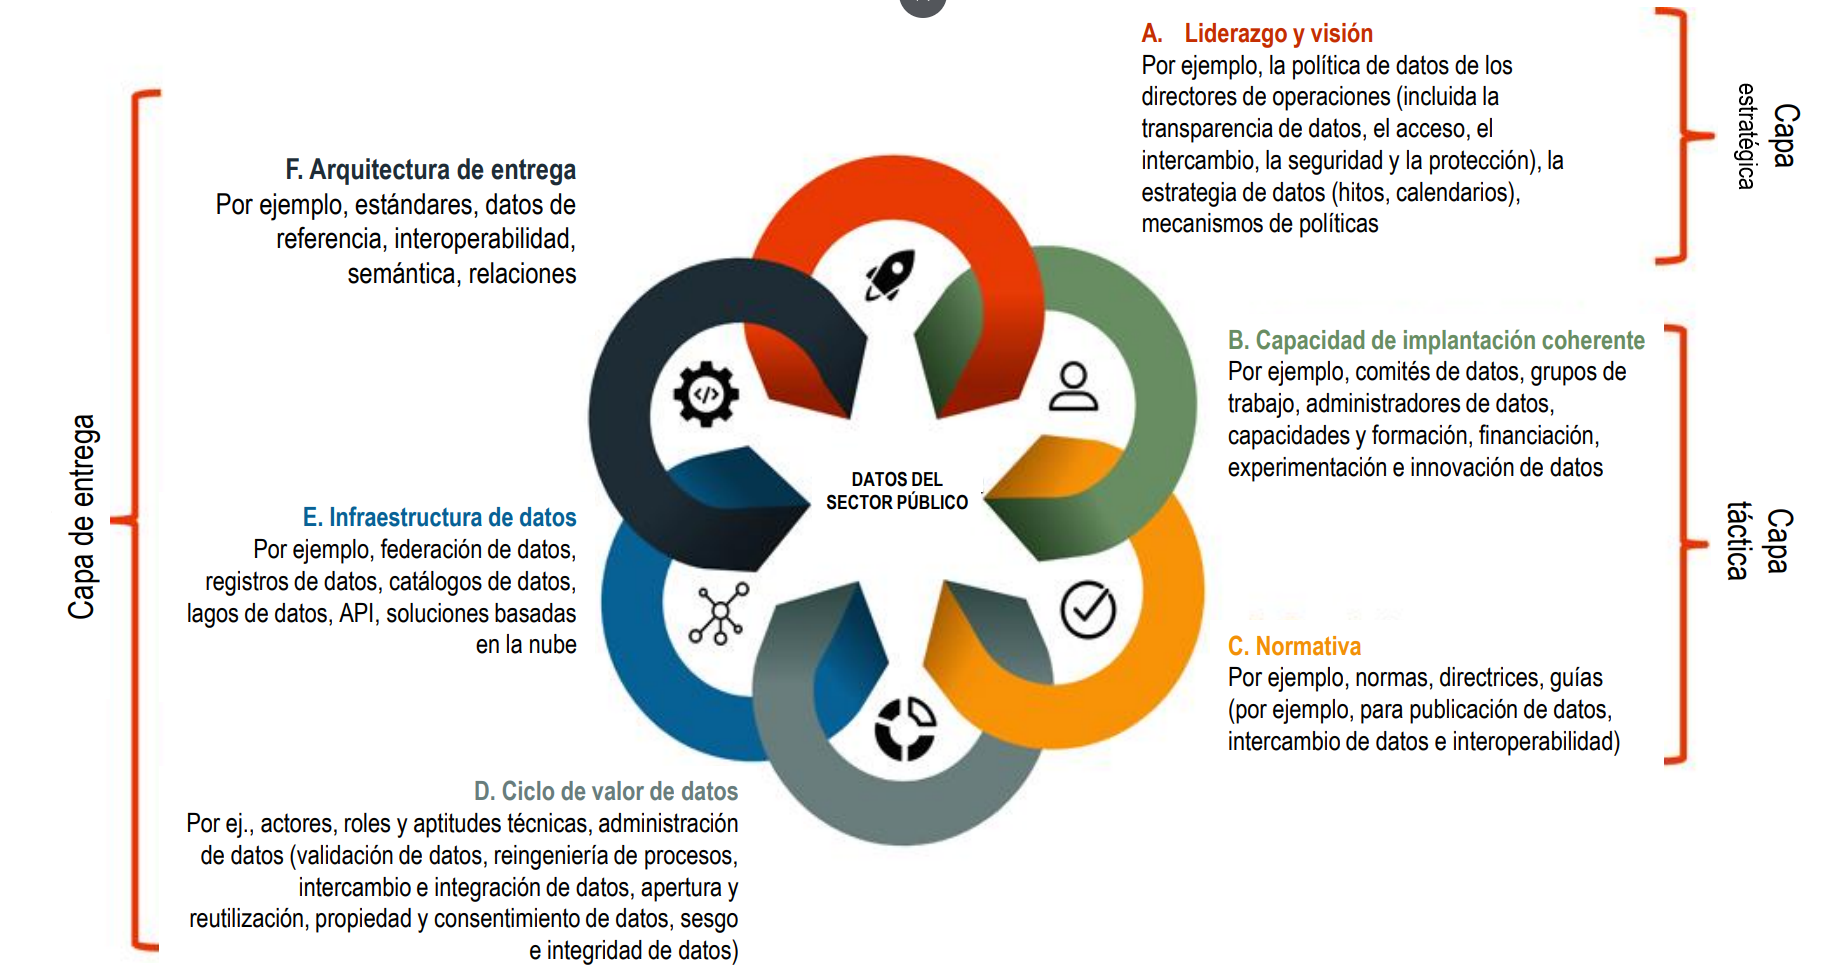 A. Liderazgo y visión
Por ejemplo, la política de datos de los
directores de operaciones (incluida la
transparencia de datos, el acceso, el
intercambio, la seguridad y la protección), la
estrategia de datos (hitos, calendarios),
mecanismos de políticas
Capa
estratégica
B. Capacidad de implantación coherente
Por ejemplo, comités de datos, grupos de
trabajo, administradores de datos,
capacidades y formación, financiación,
experimentación e innovación de datos
C. Normativa
Por ejemplo, normas, directrices, guías
(por ejemplo, para publicación de datos,
intercambio de datos e interoperabilidad)
Capa
táctica
DATOS DEL
SECTOR PÚBLICO
</>
D. Ciclo de valor de datos
Por ej., actores, roles y aptitudes técnicas, administración
de datos (validación de datos, reingeniería de procesos,
intercambio e integración de datos, apertura y
reutilización, propiedad y consentimiento de datos, sesgo
e integridad de datos)
E. Infraestructura de datos
Por ejemplo, federación de datos,
registros de datos, catálogos de datos,
lagos de datos, API, soluciones basadas
en la nube
F. Arquitectura de entrega
Por ejemplo, estándares, datos de
referencia, interoperabilidad,
semántica, relaciones
Capa de entrega